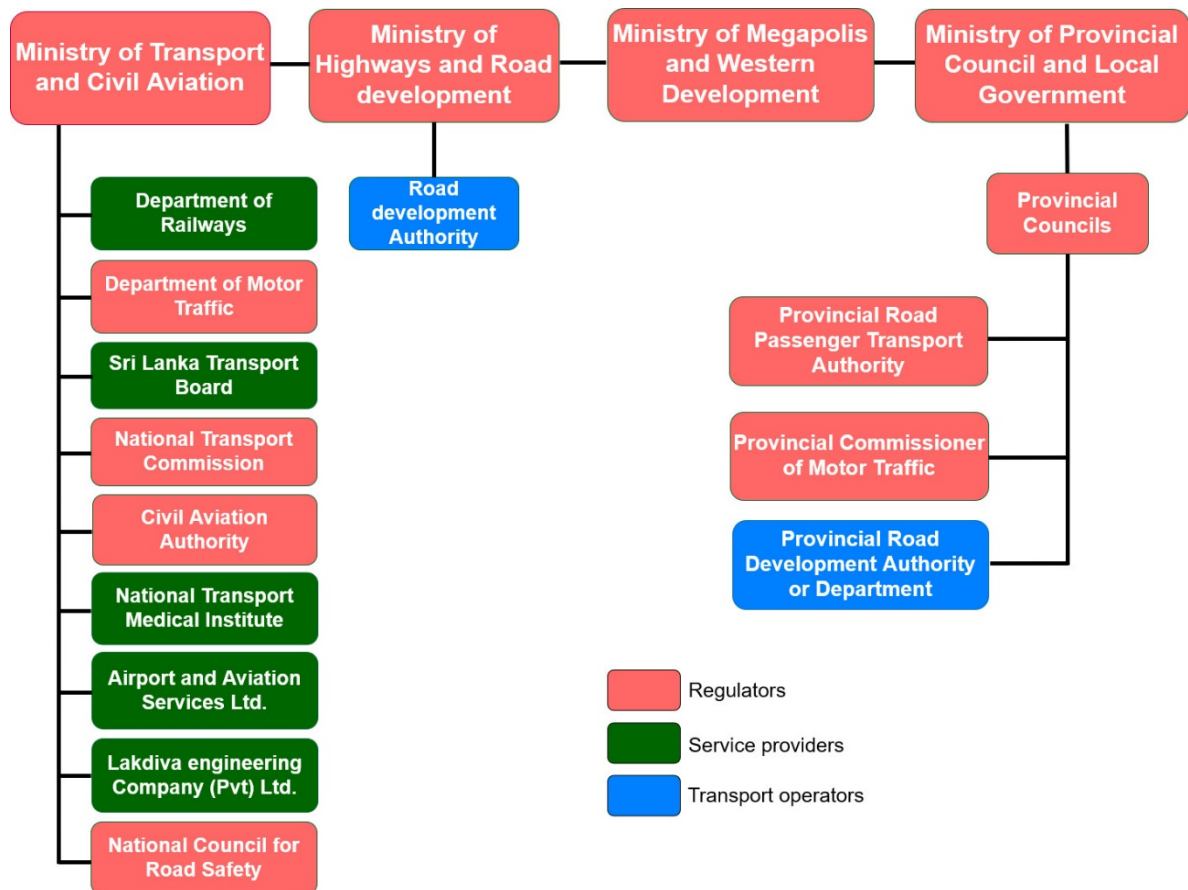 Ministry of Transport
and Civil Aviation
Ministry of
Highways and Road
development
Ministry of Megapolis
and Western
Development
Ministry of Provincial
Council and Local
Government
Department of
Railways
Department of Motor
Traffic
Sri Lanka Transport
Board
National Transport
Commission
Civil Aviation
Authority
National Transport
Medical Institute
Airport and Aviation
Services Ltd.
Lakdiva engineering
Company (Pvt) Ltd.
National Council for
Road Safety
Road
development
Authority
Provincial
Councils
Provincial Road
Passenger Transport
Authority
Provincial Commissioner
of Motor Traffic
Provincial Road
Development Authority
or Department
Regulators
Service providers
Transport operators